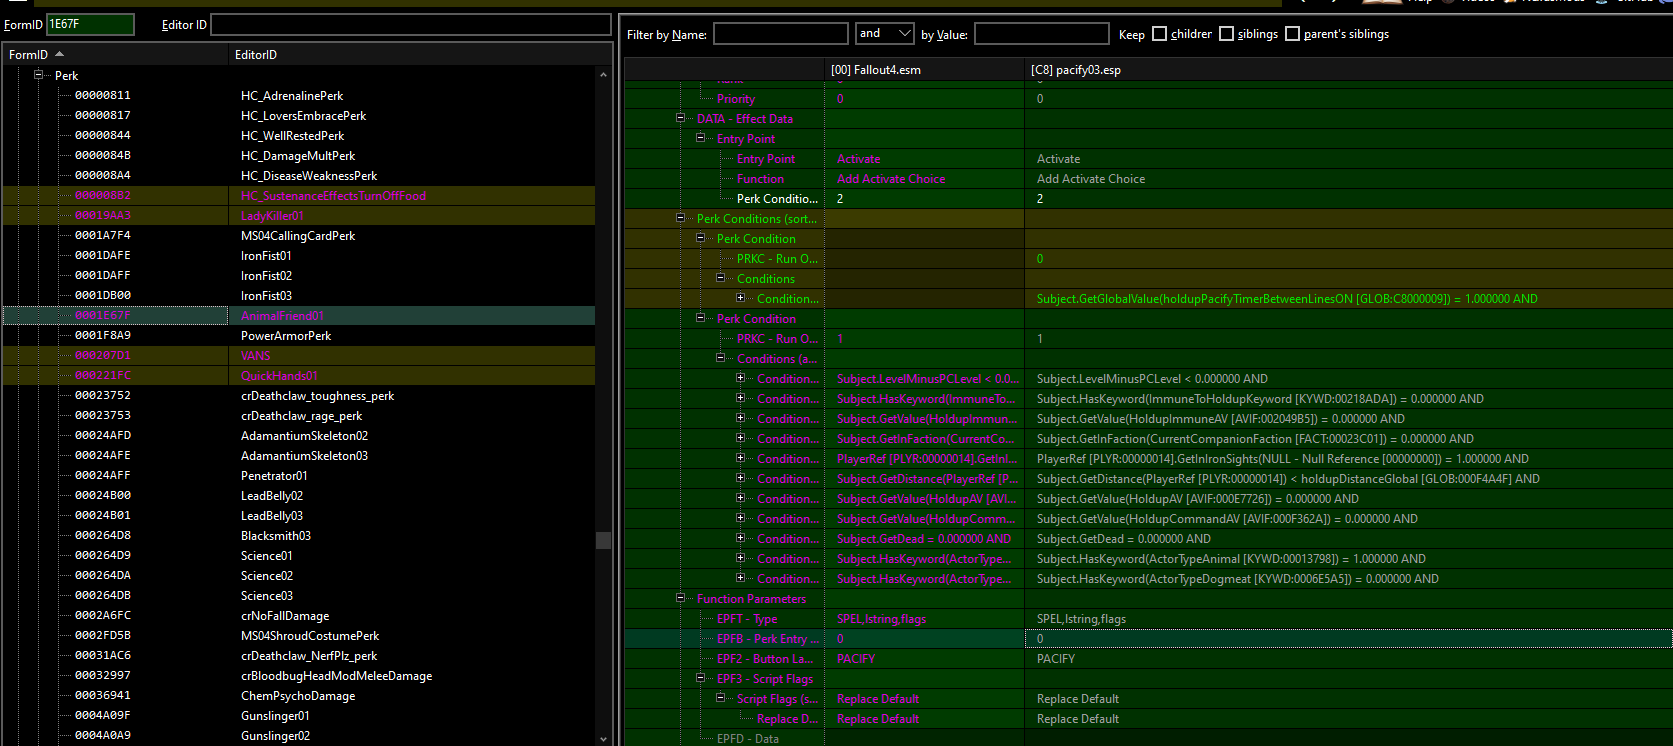 FormID 1E67F Editor ID
FormID EditorID
Perk
00000811 HC_AdrenalinePerk
00000817 HC_LoversEmbracePerk
00000844 HC_WellRestedPerk
0000084B HC_DamageMultPerk
000008A4 HC_DiseaseWeaknessPerk
000008B2 HC_SustenanceEffectsTurnOffFood
00019AA3 LadyKiller01
0001A7F4 MS04CallingCardPerk
0001DAFE IronFist01
0001DAFF IronFist02
0001DB00 IronFist03
0001E67F AnimalFriend01
0001F8A9 PowerArmorPerk
000207D1 VANS
000221FC QuickHands01
00023752 crDeathclaw_toughness_perk
00023753 crDeathclaw_rage_perk
00024AFD AdamantiumSkeleton02
00024AFE AdamantiumSkeleton03
00024AFF Penetrator01
00024B00 LeadBelly02
00024B01 LeadBelly03
000264D8 Blacksmith03
000264D9 Science01
000264DA Science02
000264DB Science03
0002A6FC crNoFallDamage
0002FD5B MS04ShroudCostumePerk
00031AC6 crDeathclaw_NerfPlz_perk
00032997 crBloodbugHeadModMeleeDamage
00036941 ChemPsychoDamage
0004A09F Gunslinger01
0004A0A9 Gunslinger02
Filter by Name: and by Value: Keep children siblings parent's siblings
[00] Fallout4.esm [C8] pacify03.esp
Priority 0 0
DATA - Effect Data
Entry Point
Entry Point Activate Activate
Function Add Activate Choice Add Activate Choice
Perk Conditio... 2 2
Perk Conditions (sort...
Perk Condition
PRKC - Run O... 0
Conditions
Condition... Subject.GetGlobalValue(holdupPacifyTimerBetweenLinesON [GLOB:C8000009]) = 1.000000 AND
Perk Condition
PRKC - Run O... 1 1
Conditions (a...
Condition... Subject.LevelMinusPCLevel < 0.0... Subject.LevelMinusPCLevel < 0.000000 AND
Condition... Subject.HasKeyword(ImmuneTo... Subject.HasKeyword(ImmuneToHoldupKeyword [KYWD:00218ADA]) = 0.000000 AND
Condition... Subject.GetValue(HoldupImmun... Subject.GetValue(HoldupImmuneAV [AVIF:002049B5]) = 0.000000 AND
Condition... Subject.GetInFaction(CurrentCo... Subject.GetInFaction(CurrentCompanionFaction [FACT:00023C01]) = 0.000000 AND
Condition... PlayerRef [PLYR:00000014].GetInI... PlayerRef [PLYR:00000014].GetInIronSights(NULL - Null Reference [00000000]) = 1.000000 AND
Condition... Subject.GetDistance(PlayerRef [P... Subject.GetDistance(PlayerRef [PLYR:00000014]) < holdupDistanceGlobal [GLOB:000F4A4F] AND
Condition... Subject.GetValue(HoldupAV [AVI... Subject.GetValue(HoldupAV [AVIF:000E7726]) = 0.000000 AND
Condition... Subject.GetValue(HoldupComm... Subject.GetValue(HoldupCommandAV [AVIF:000F362A]) = 0.000000 AND
Condition... Subject.GetDead = 0.000000 AND Subject.GetDead = 0.000000 AND
Condition... Subject.HasKeyword(ActorType... Subject.HasKeyword(ActorTypeAnimal [KYWD:00013798]) = 1.000000 AND
Condition... Subject.HasKeyword(ActorType... Subject.HasKeyword(ActorTypeDogmeat [KYWD:0006E5A5]) = 0.000000 AND
Function Parameters
EPFT - Type SPEL,lstring,flags SPEL,lstring,flags
EPFB - Perk Entry ... 0 0
EPF2 - Button La... PACIFY PACIFY
EPF3 - Script Flags
Script Flags (s... Replace Default Replace Default
Replace D... Replace Default Replace Default
EPFD - Data